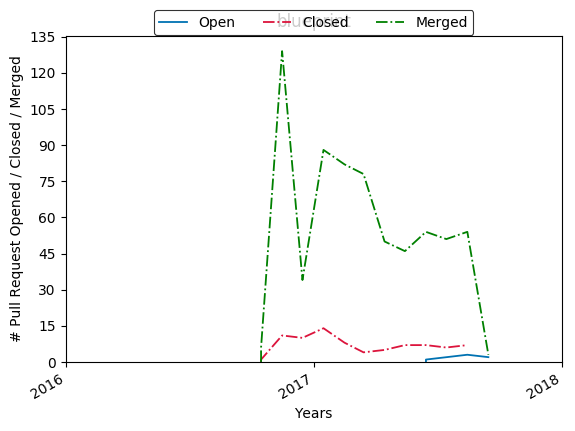 blueprint
Open Closed Merged
135
120
105
90
75
60
45
30
15
0
# Pull Request Opened / Closed / Merged
2016 2017 2018
Years